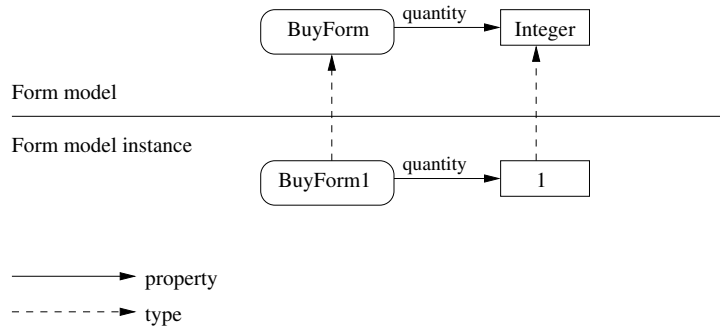 quantity
BuyForm
Integer
Form model
Form model instance
quantity
BuyForm1
1
property
type